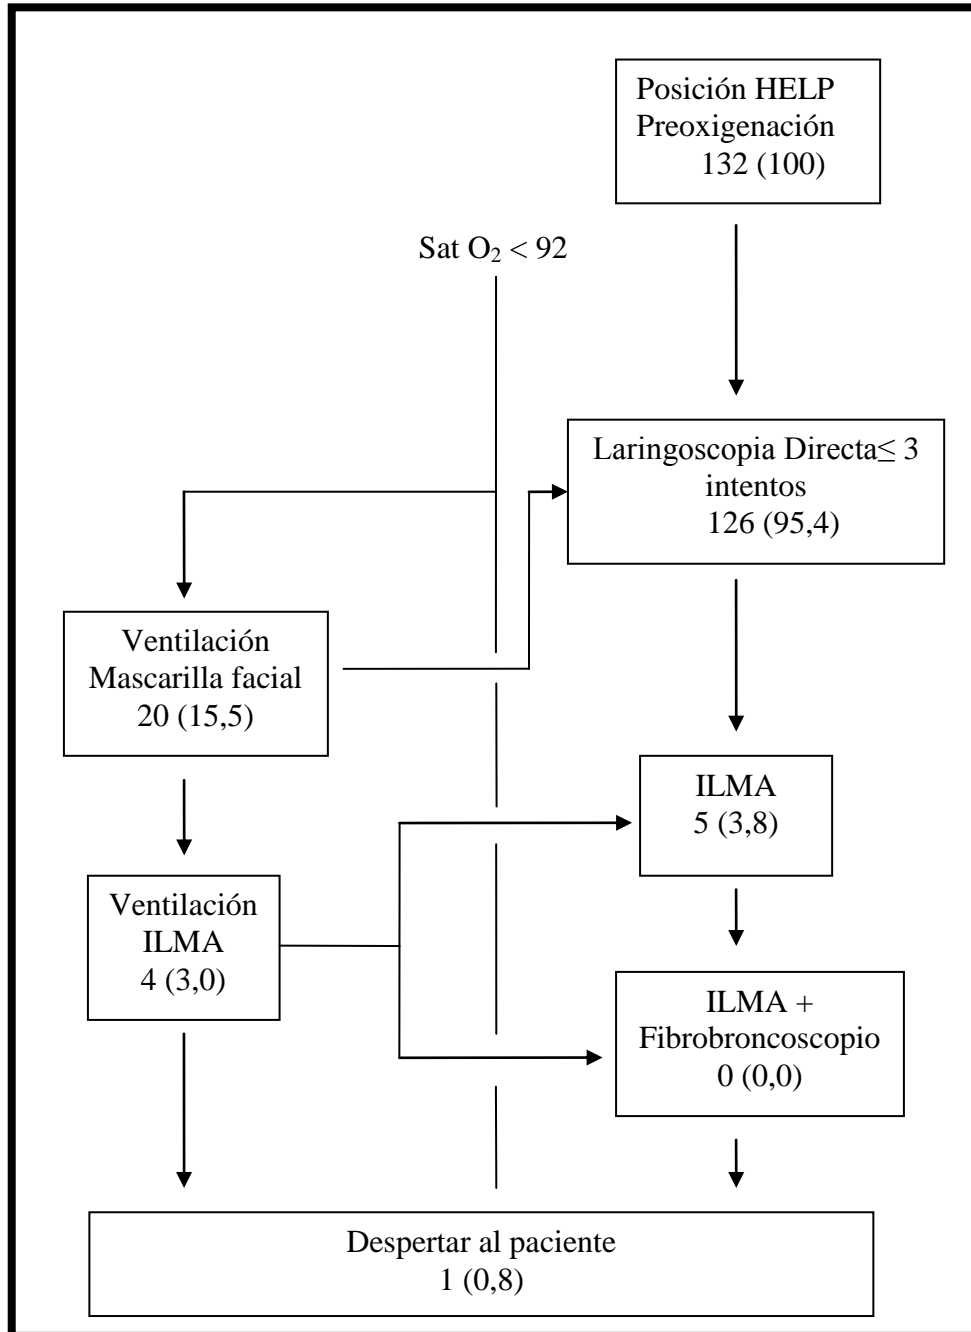 Posición HELP
Preoxigenación
132 (100)
Sat O₂ < 92
Laringoscopia Directa≤ 3
intentos
126 (95,4)
Ventilación
Mascarilla facial
20 (15,5)
ILMA
5 (3,8)
Ventilación
ILMA
4 (3,0)
ILMA +
Fibrobroncoscopio
0 (0,0)
Despertar al paciente
1 (0,8)